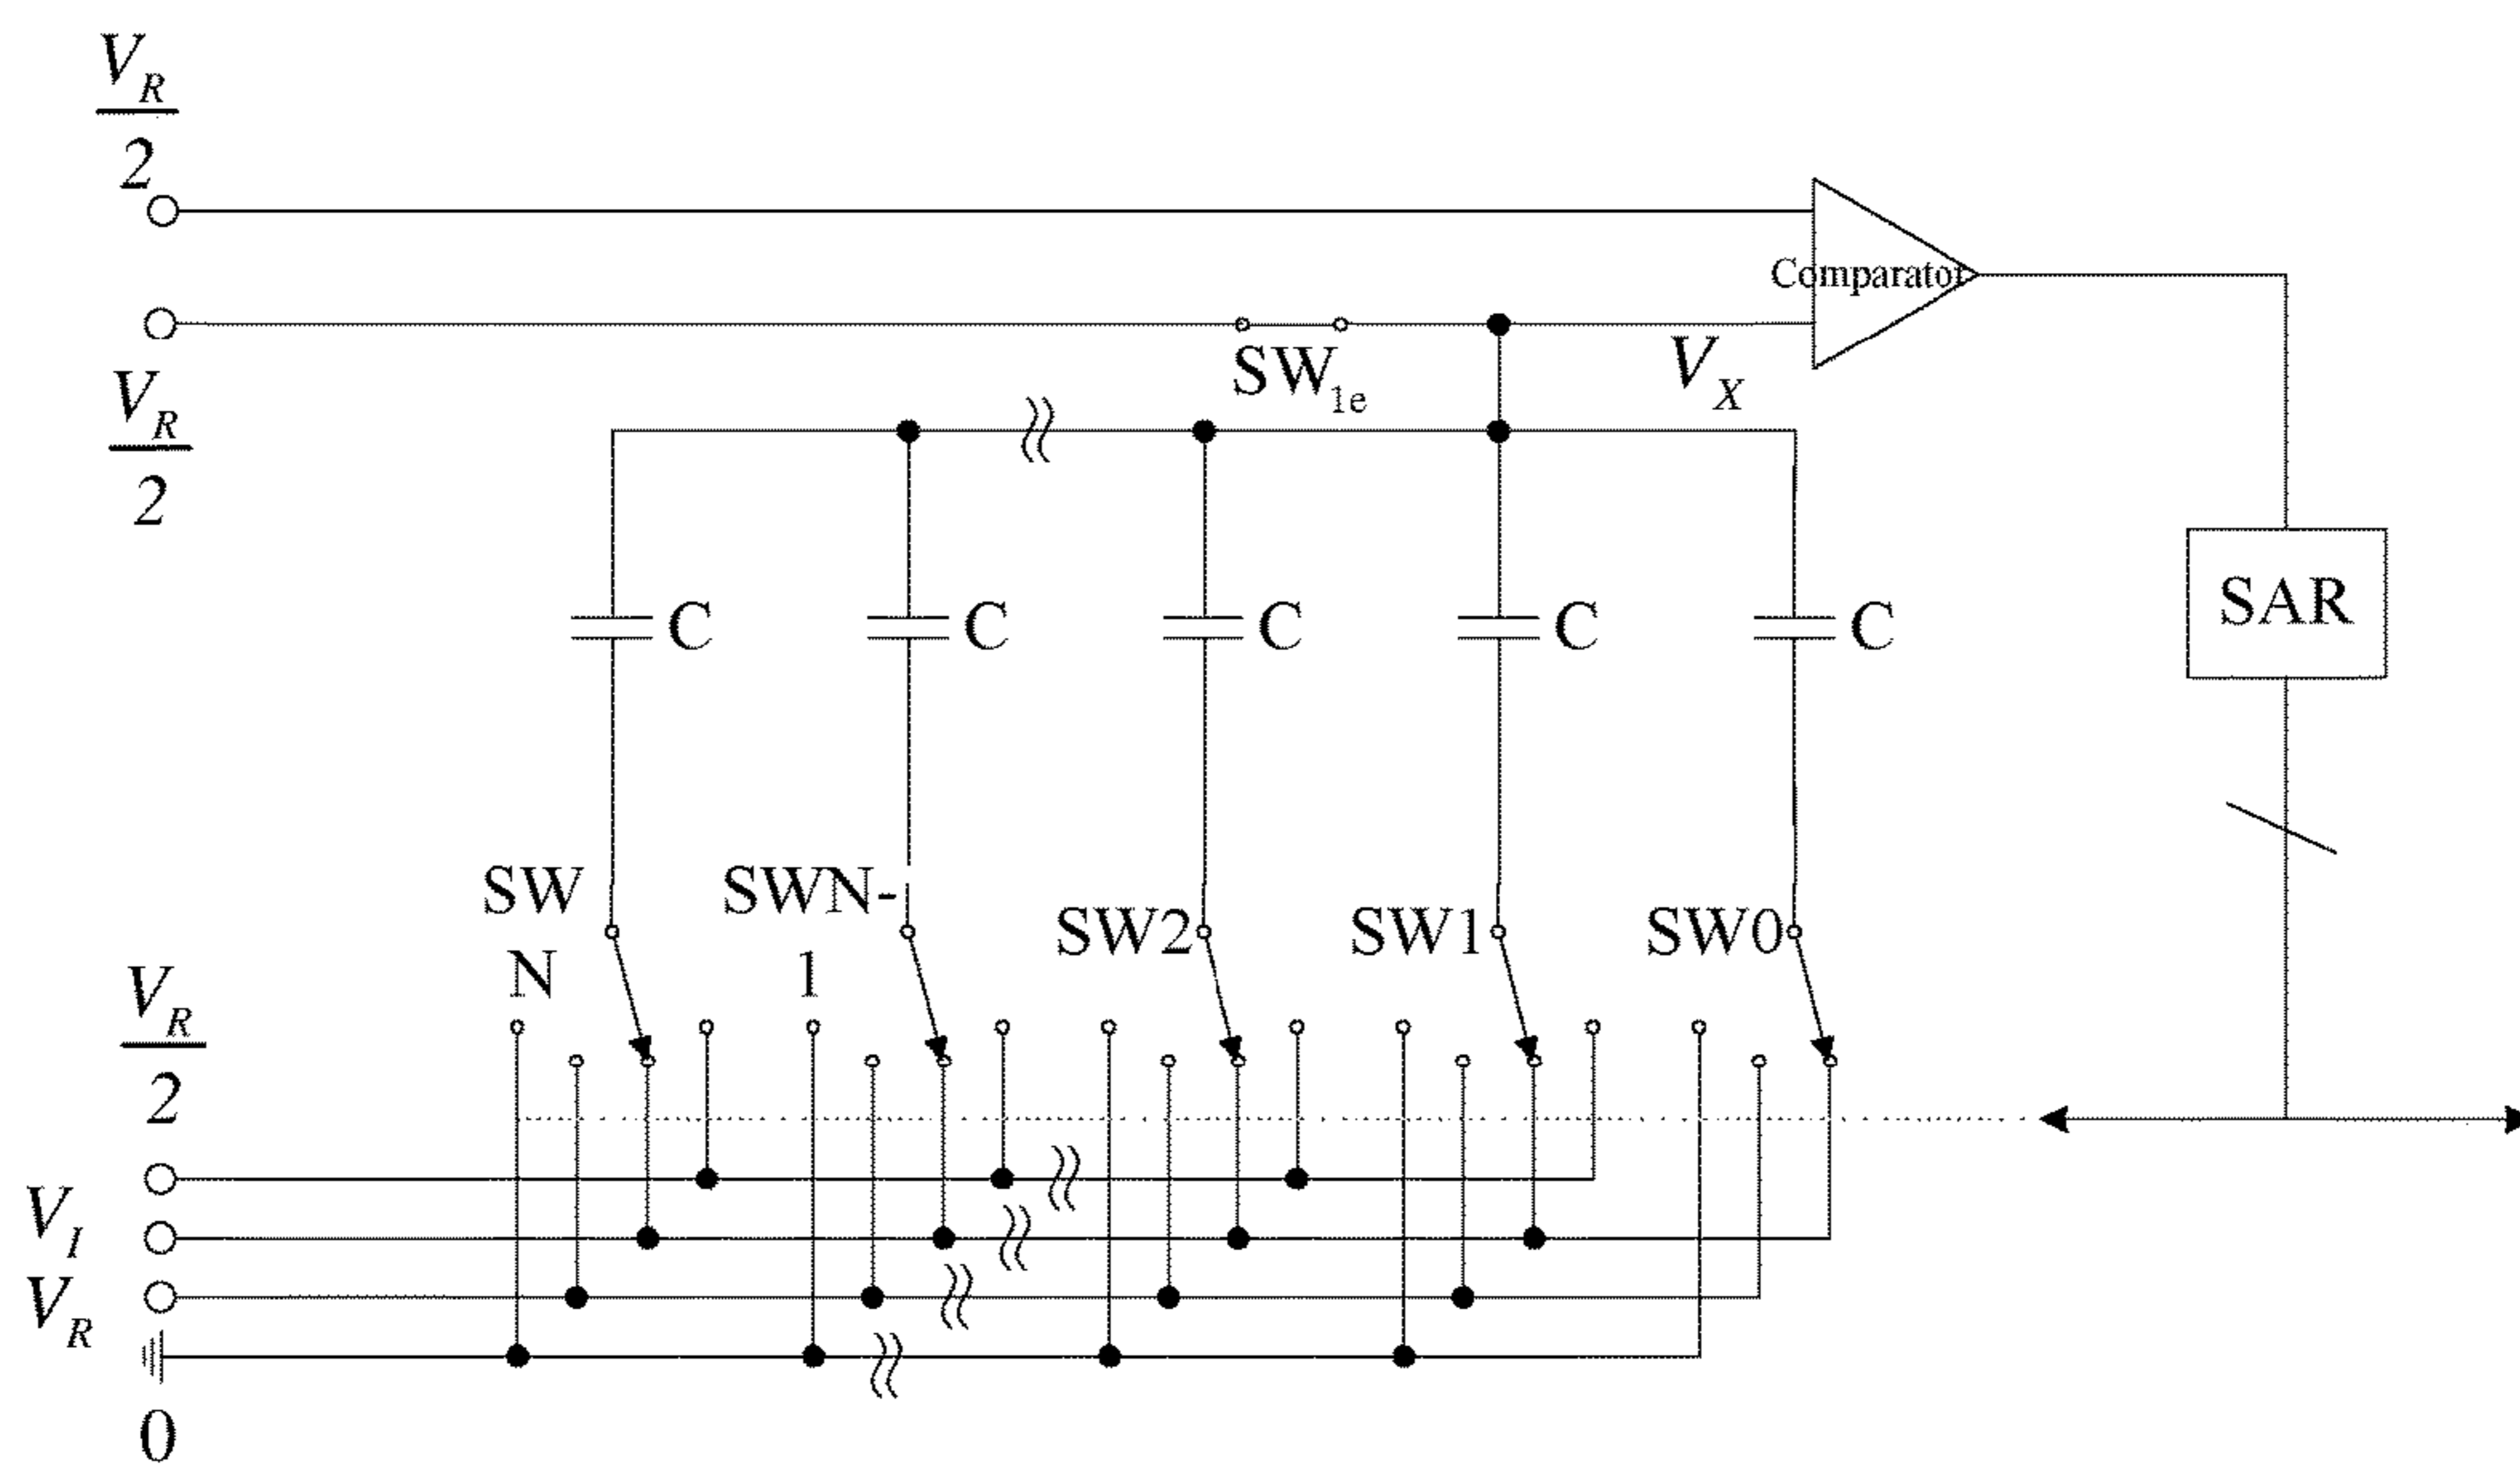 V_R
2
Comparator
SW_1e
V_X
V_R
2
C C C C C
SAR
SW
N
SWN-
1
SW2 SW1 SW0
V_R
2
V_I
V_R
0